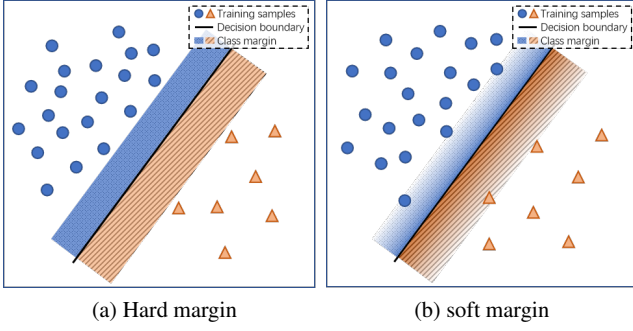 Training samples
Decision boundary
Class margin
Training samples
Decision boundary
Class margin
(a) Hard margin
(b) soft margin